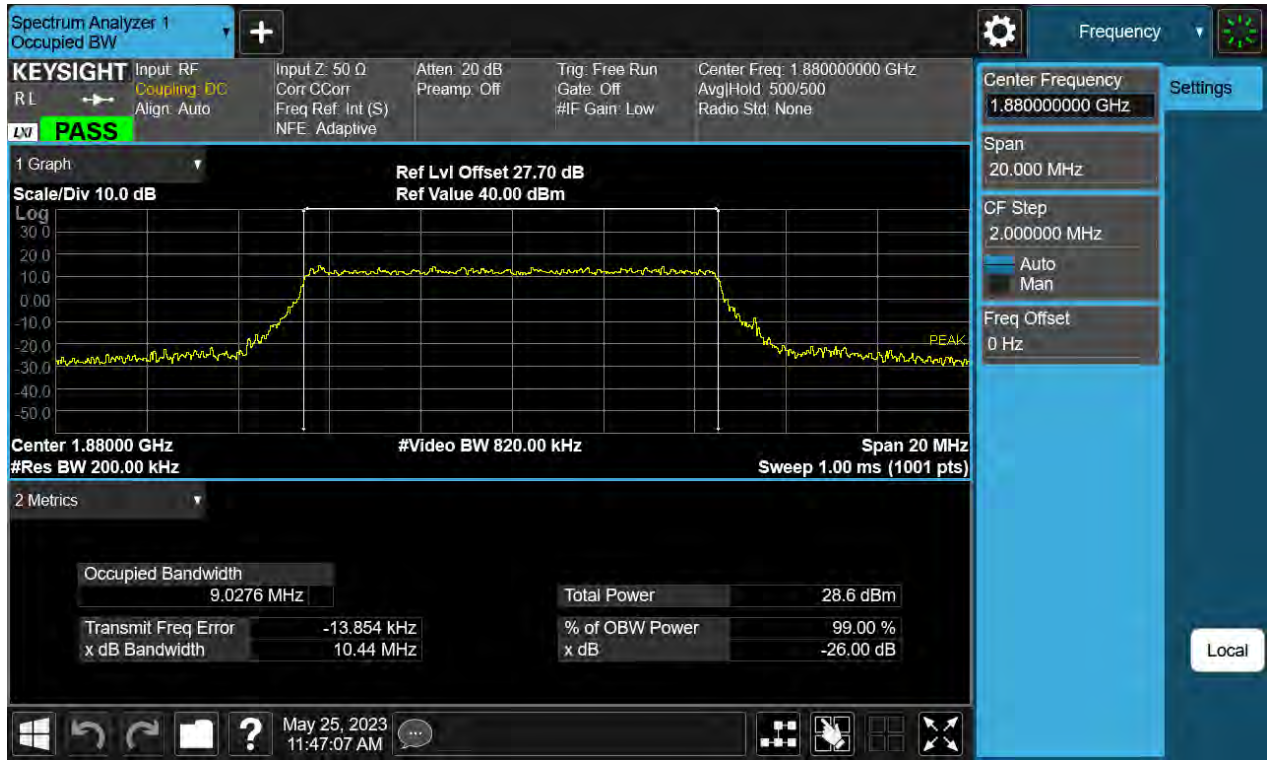 Spectrum Analyzer 1
Occupied BW
+
Frequency
KEYSIGHT
RL
LXI PASS
Input: RF
Coupling: DC
Align: Auto
Input Z: 50 Ω
Corr CCorr
Freq Ref: Int (S)
NFE: Adaptive
Atten: 20 dB
Preamp: Off
Trig: Free Run
Gate: Off
#IF Gain: Low
Center Freq: 1.880000000 GHz
Avg|Hold: 500/500
Radio Std: None
1 Graph
Scale/Div 10.0 dB
Ref Lvl Offset 27.70 dB
Ref Value 40.00 dBm
Log
30.0
20.0
10.0
0.00
-10.0
-20.0
-30.0
-40.0
-50.0
PEAK
Center 1.88000 GHz
#Res BW 200.00 kHz
#Video BW 820.00 kHz
Span 20 MHz
Sweep 1.00 ms (1001 pts)
2 Metrics
Occupied Bandwidth
9.0276 MHz
Transmit Freq Error -13.854 kHz
x dB Bandwidth 10.44 MHz
Total Power 28.6 dBm
% of OBW Power 99.00 %
x dB -26.00 dB
Center Frequency
1.880000000 GHz
Span
20.000 MHz
CF Step
2.000000 MHz
Auto
Man
Freq Offset
0 Hz
Settings
Local
?
May 25, 2023
11:47:07 AM